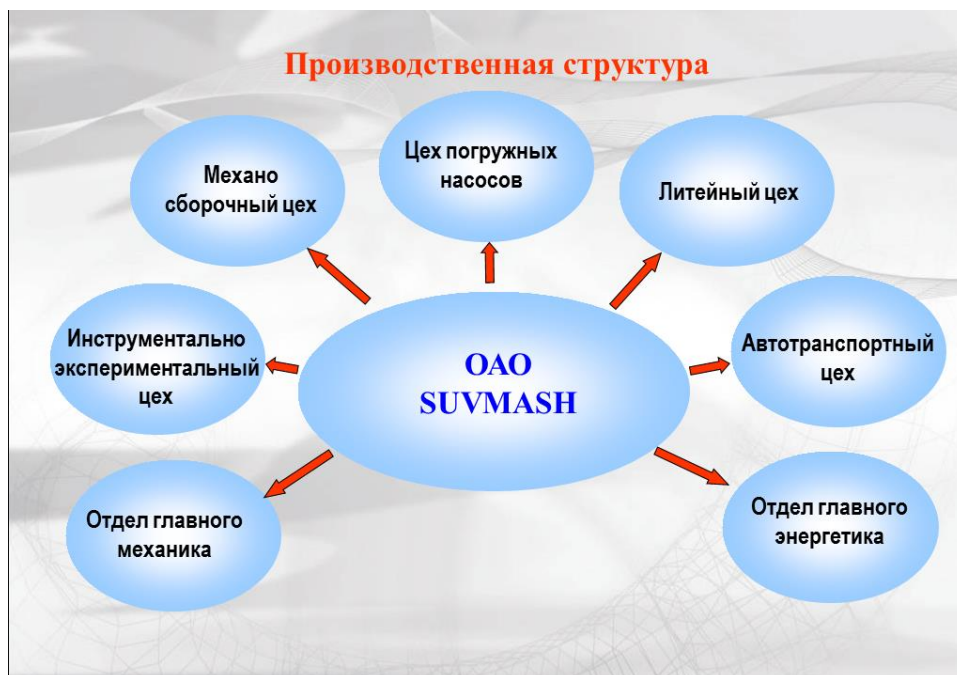 Производственная структура
Механо
сборочный цех
Цех погружных
насосов
Литейный цех
Инструментально
экспериментальный
цех
ОАО
SUVMASH
Автотранспортный
цех
Отдел главного
механика
Отдел главного
энергетика